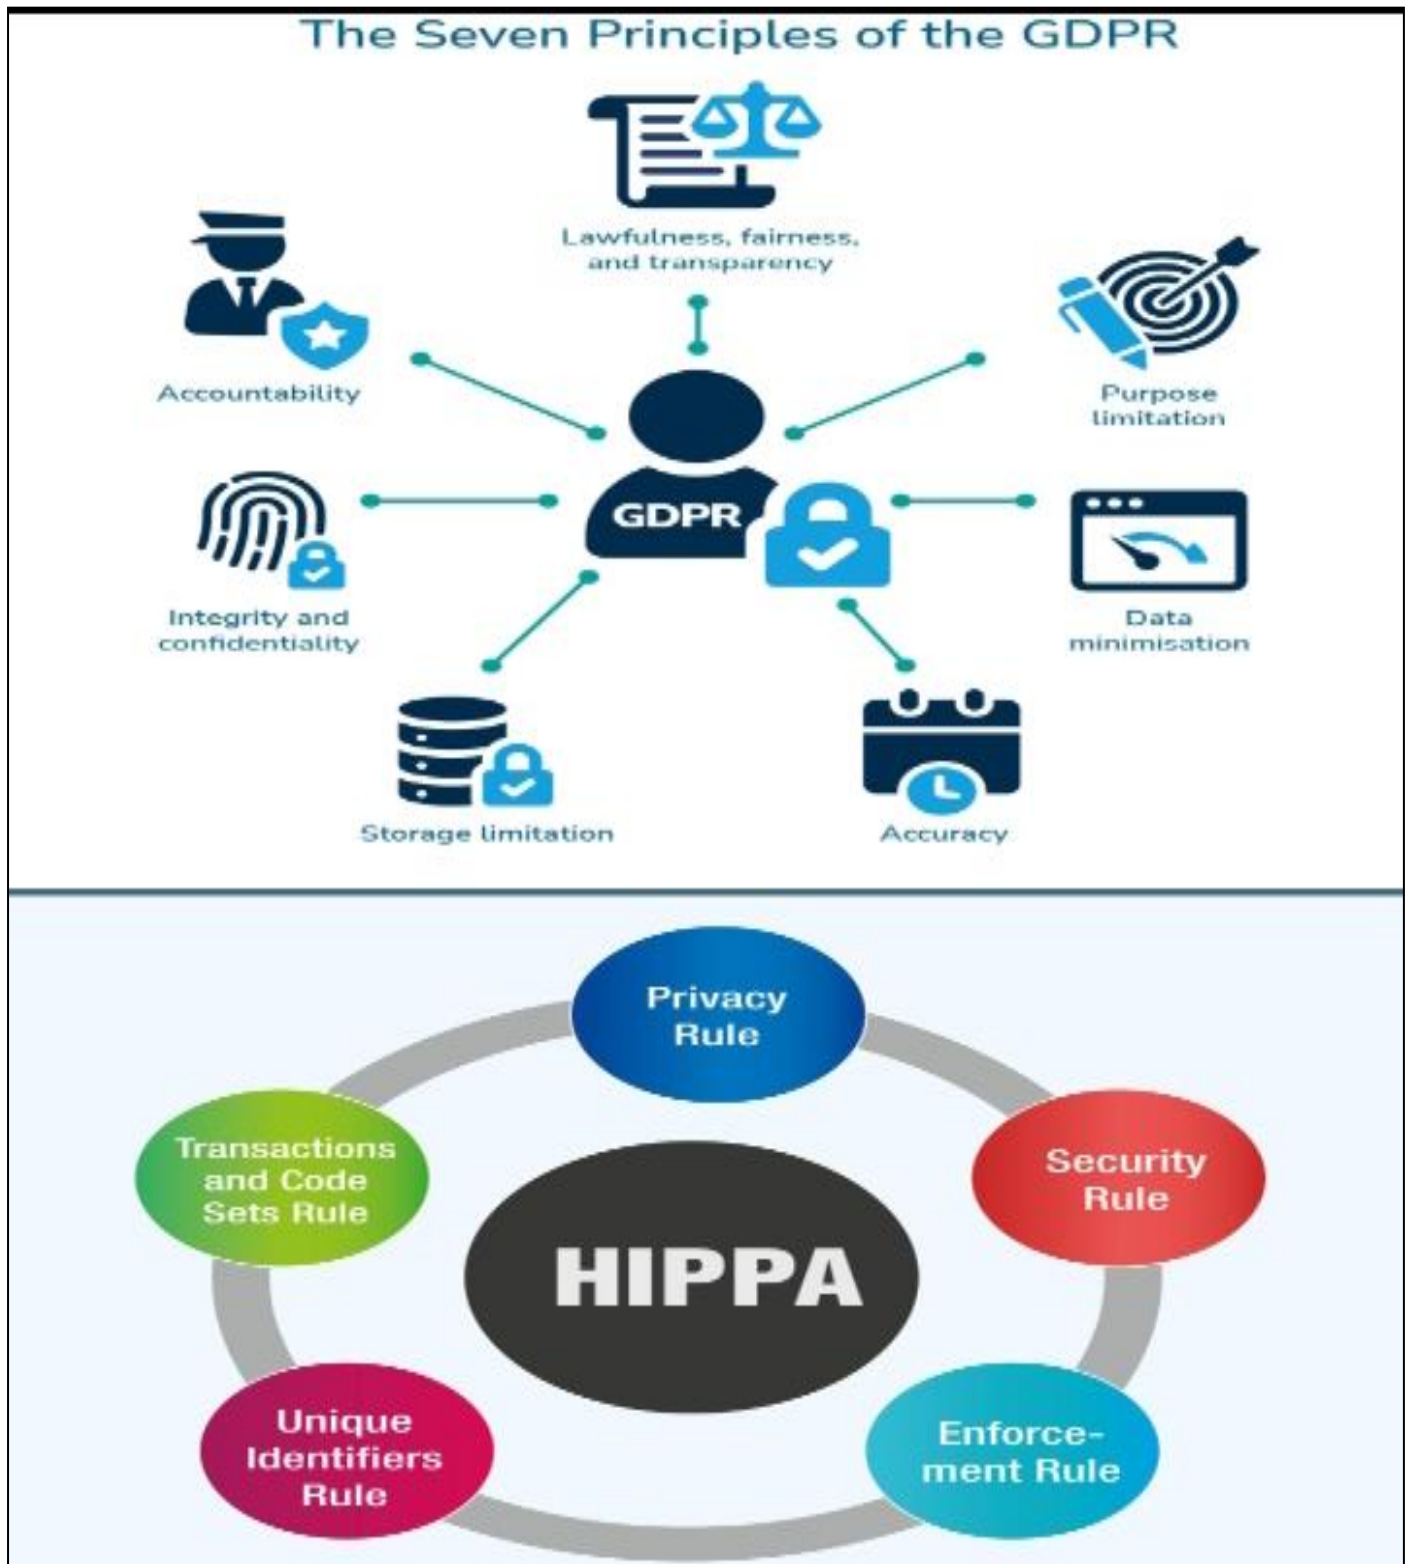 The Seven Principles of the GDPR
Lawfulness, fairness,
and transparency
Accountability
Purpose
limitation
GDPR
Integrity and
confidentiality
Data
minimisation
Storage limitation
Accuracy
Privacy
Rule
Transactions
and Code
Sets Rule
Security
Rule
HIPPA
Unique
Identifiers
Rule
Enforce-
ment Rule